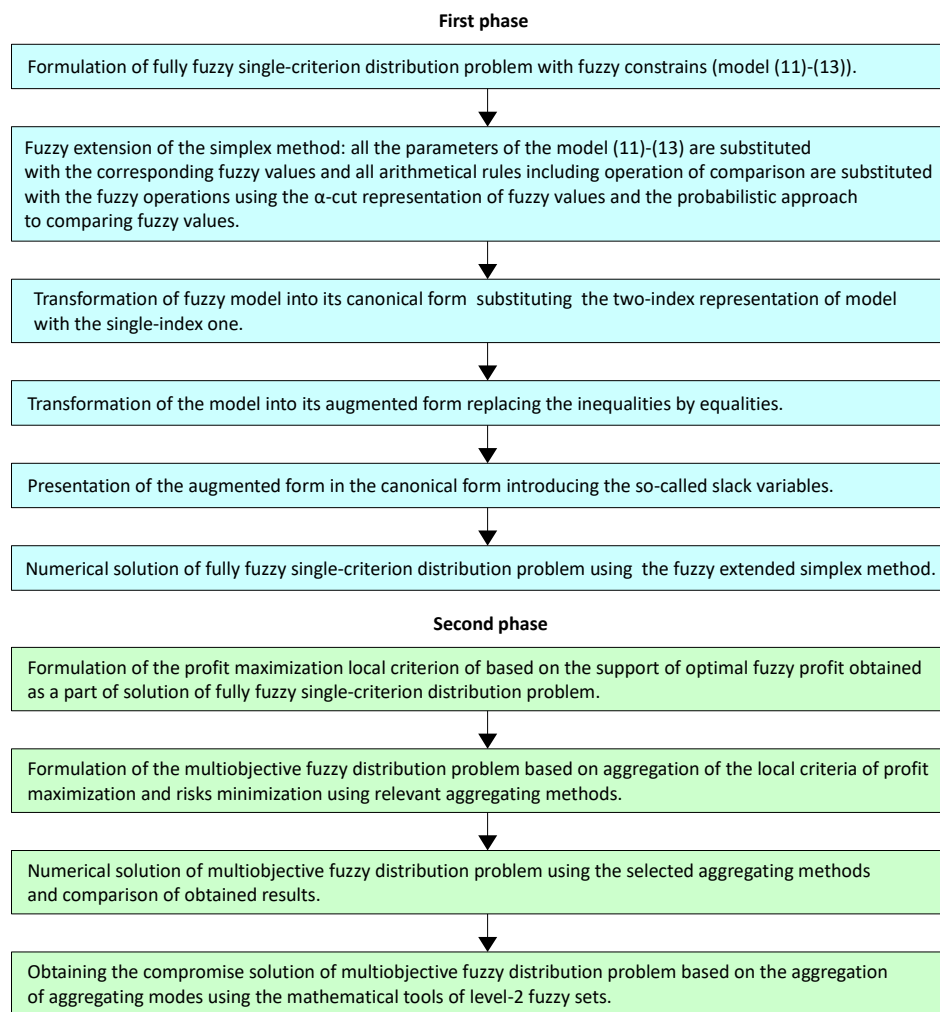 First phase
Formulation of fully fuzzy single-criterion distribution problem with fuzzy constrains (model (11)-(13)).
Fuzzy extension of the simplex method: all the parameters of the model (11)-(13) are substituted
with the corresponding fuzzy values and all arithmetical rules including operation of comparison are substituted
with the fuzzy operations using the α-cut representation of fuzzy values and the probabilistic approach
to comparing fuzzy values.
Transformation of fuzzy model into its canonical form substituting the two-index representation of model
with the single-index one.
Transformation of the model into its augmented form replacing the inequalities by equalities.
Presentation of the augmented form in the canonical form introducing the so-called slack variables.
Numerical solution of fully fuzzy single-criterion distribution problem using the fuzzy extended simplex method.
Second phase
Formulation of the profit maximization local criterion of based on the support of optimal fuzzy profit obtained
as a part of solution of fully fuzzy single-criterion distribution problem.
Formulation of the multiobjective fuzzy distribution problem based on aggregation of the local criteria of profit
maximization and risks minimization using relevant aggregating methods.
Numerical solution of multiobjective fuzzy distribution problem using the selected aggregating methods
and comparison of obtained results.
Obtaining the compromise solution of multiobjective fuzzy distribution problem based on the aggregation
of aggregating modes using the mathematical tools of level-2 fuzzy sets.